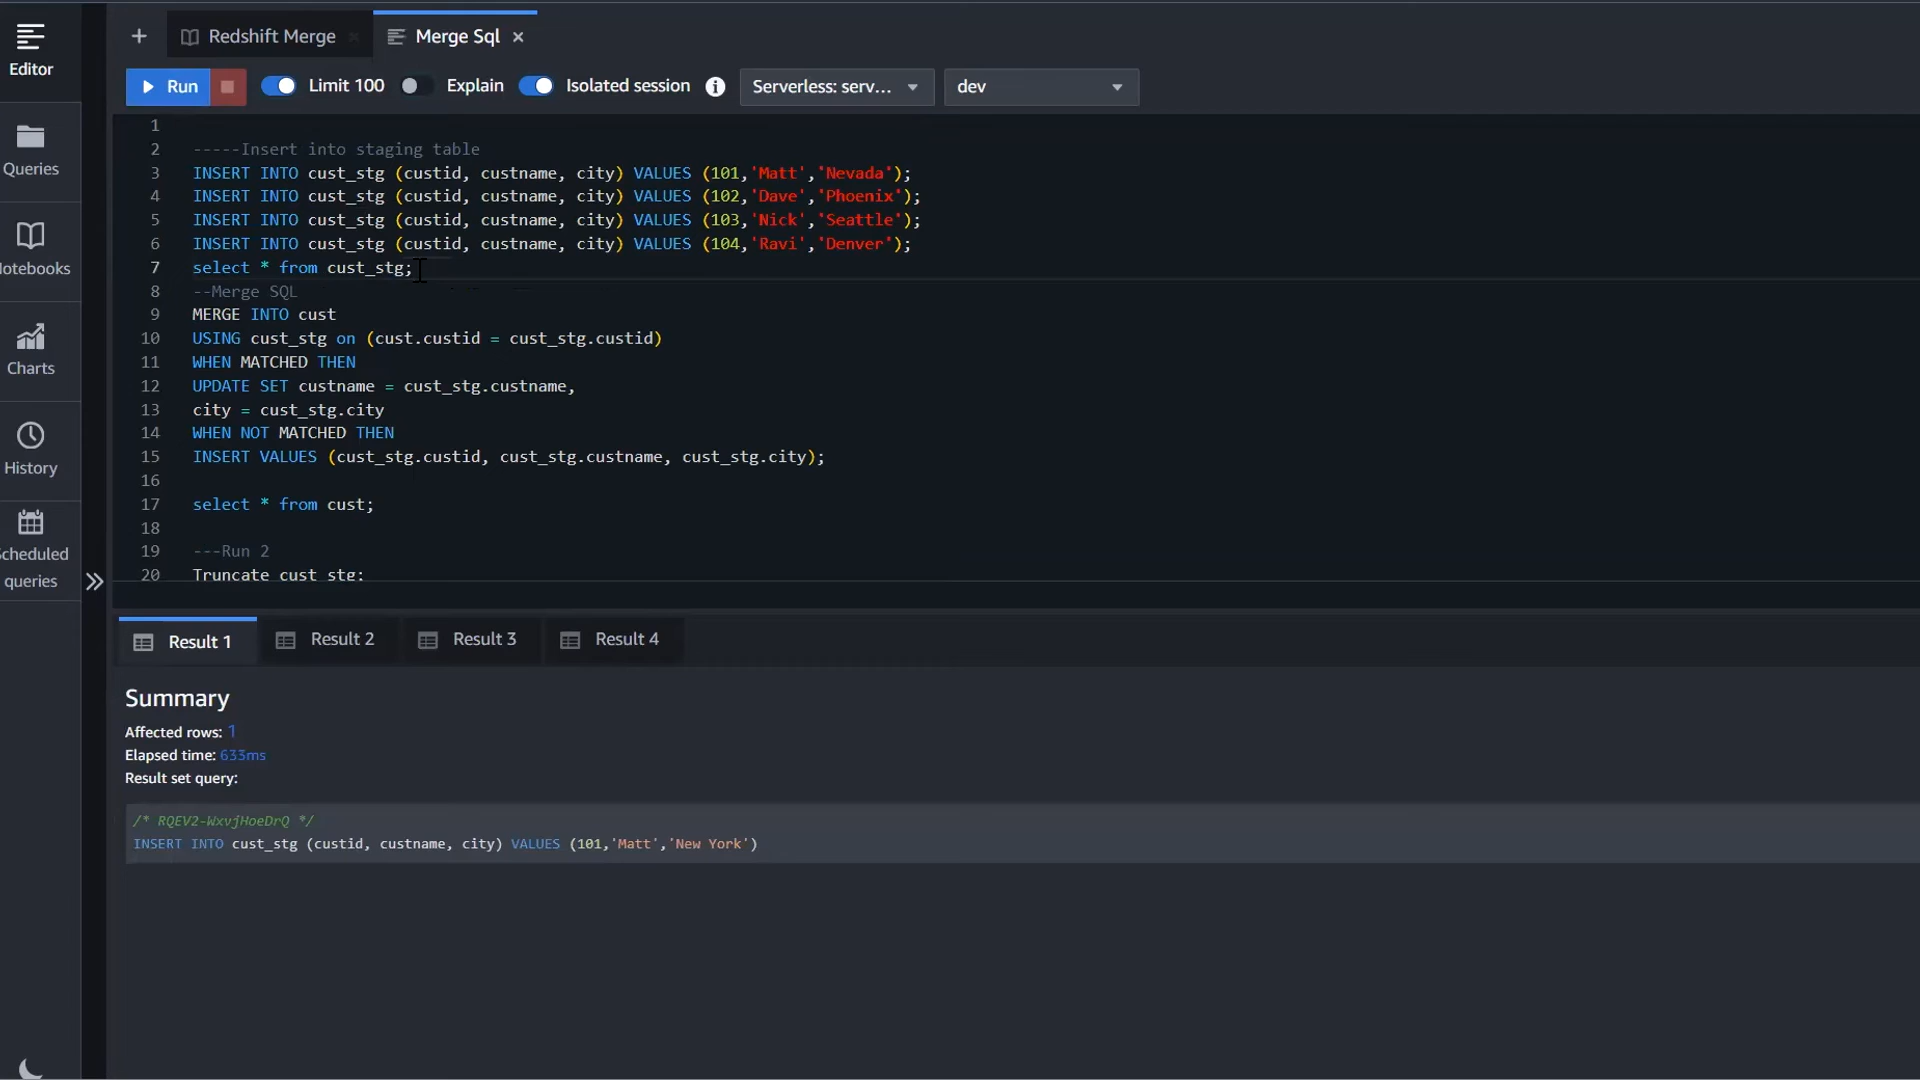 Editor
Redshift Merge
Merge Sql
Run
Limit 100
Explain
Isolated session
Serverless: serv...
dev
Queries
otebooks
Charts
History
cheduled
queries
1
2 -----Insert into staging table
3 INSERT INTO cust_stg (custid, custname, city) VALUES (101,'Matt','Nevada');
4 INSERT INTO cust_stg (custid, custname, city) VALUES (102,'Dave','Phoenix');
5 INSERT INTO cust_stg (custid, custname, city) VALUES (103,'Nick','Seattle');
6 INSERT INTO cust_stg (custid, custname, city) VALUES (104,'Ravi','Denver');
7 select * from cust_stg;
8 --Merge SQL
9 MERGE INTO cust
10 USING cust_stg on (cust.custid = cust_stg.custid)
11 WHEN MATCHED THEN
12 UPDATE SET custname = cust_stg.custname,
13 city = cust_stg.city
14 WHEN NOT MATCHED THEN
15 INSERT VALUES (cust_stg.custid, cust_stg.custname, cust_stg.city);
16
17 select * from cust;
18
19 ---Run 2
20 Truncate cust_stg;
Result 1
Result 2
Result 3
Result 4
Summary
Affected rows: 1
Elapsed time: 633ms
Result set query:
/* RQEV2-WxvjHoeDrQ */
INSERT INTO cust_stg (custid, custname, city) VALUES (101,'Matt','New York')